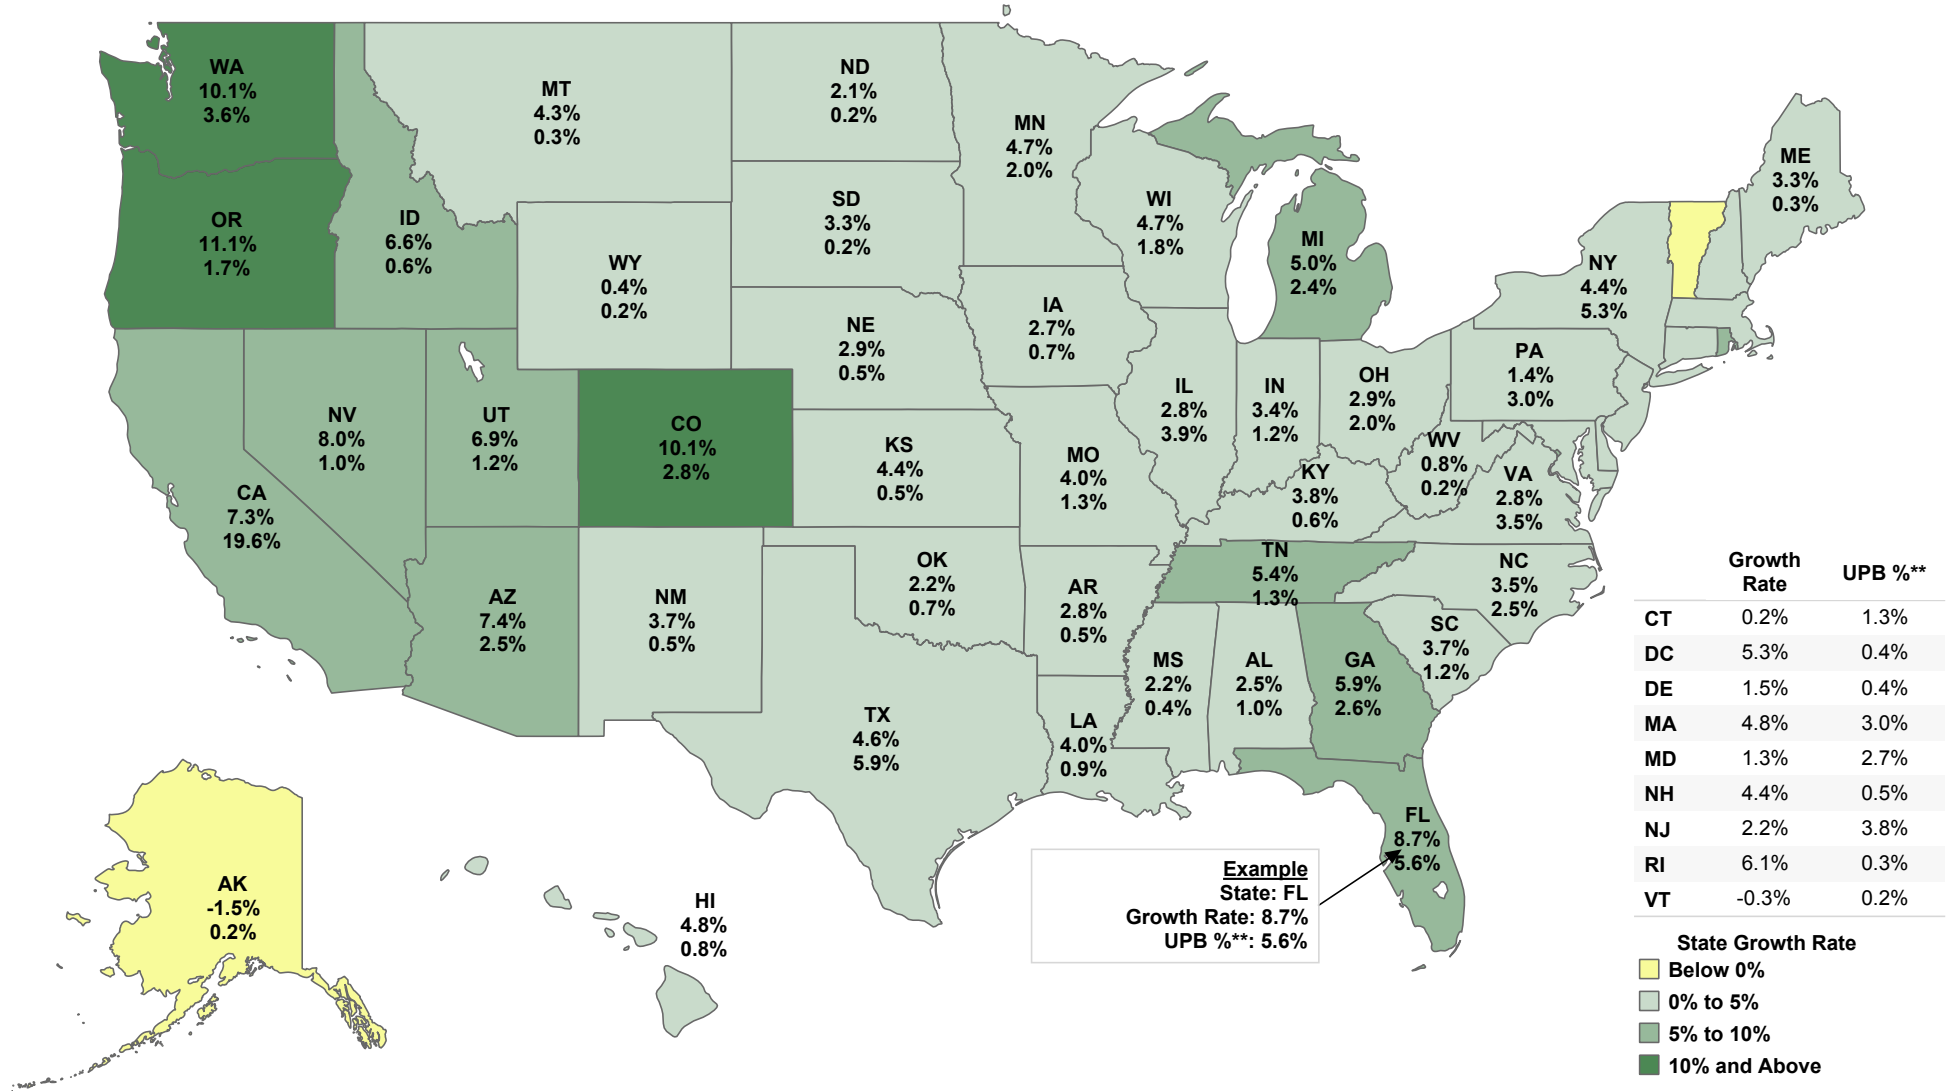 WA
10.1%
3.6%
MT
4.3%
0.3%
ND
2.1%
0.2%
MN
4.7%
2.0%
ME
3.3%
0.3%
OR
11.1%
1.7%
ID
6.6%
0.6%
WY
0.4%
0.2%
SD
3.3%
0.2%
WI
4.7%
1.8%
MI
5.0%
2.4%
NY
4.4%
5.3%
NE
2.9%
0.5%
IA
2.7%
0.7%
PA
1.4%
3.0%
NV
8.0%
1.0%
UT
6.9%
1.2%
CO
10.1%
2.8%
IL
2.8%
3.9%
IN
3.4%
1.2%
OH
2.9%
2.0%
KS
4.4%
0.5%
MO
4.0%
1.3%
WV
0.8%
0.2%
KY
3.8%
0.6%
VA
2.8%
3.5%
CA
7.3%
19.6%
AZ
7.4%
2.5%
NM
3.7%
0.5%
OK
2.2%
0.7%
AR
2.8%
0.5%
TN
5.4%
1.3%
NC
3.5%
2.5%
SC
3.7%
1.2%
MS
2.2%
0.4%
AL
2.5%
1.0%
GA
5.9%
2.6%
TX
4.6%
5.9%
LA
4.0%
0.9%
FL
8.7%
5.6%
AK
-1.5%
0.2%
HI
4.8%
0.8%
Example
State: FL
Growth Rate: 8.7%
UPB %**: 5.6%
Growth
Rate UPB %**
CT 0.2% 1.3%
DC 5.3% 0.4%
DE 1.5% 0.4%
MA 4.8% 3.0%
MD 1.3% 2.7%
NH 4.4% 0.5%
NJ 2.2% 3.8%
RI 6.1% 0.3%
VT -0.3% 0.2%
State Growth Rate
Below 0%
0% to 5%
5% to 10%
10% and Above